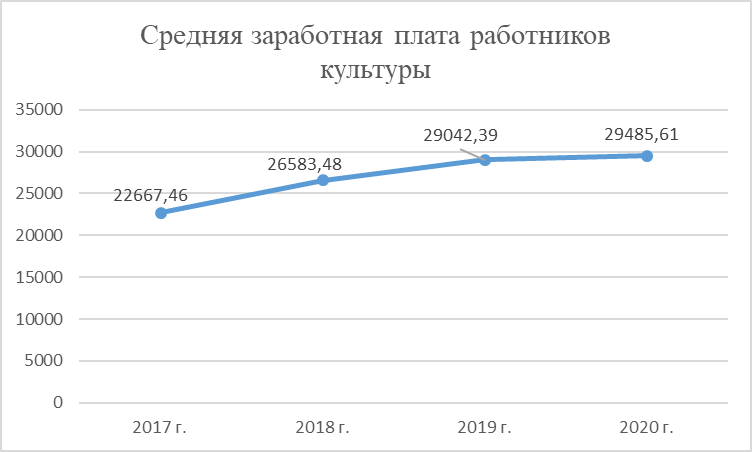 Средняя заработная плата работников
культуры
35000
30000
25000
20000
15000
10000
5000
0
22667,46
26583,48
29042,39
29485,61
2017 г.
2018 г.
2019 г.
2020 г.